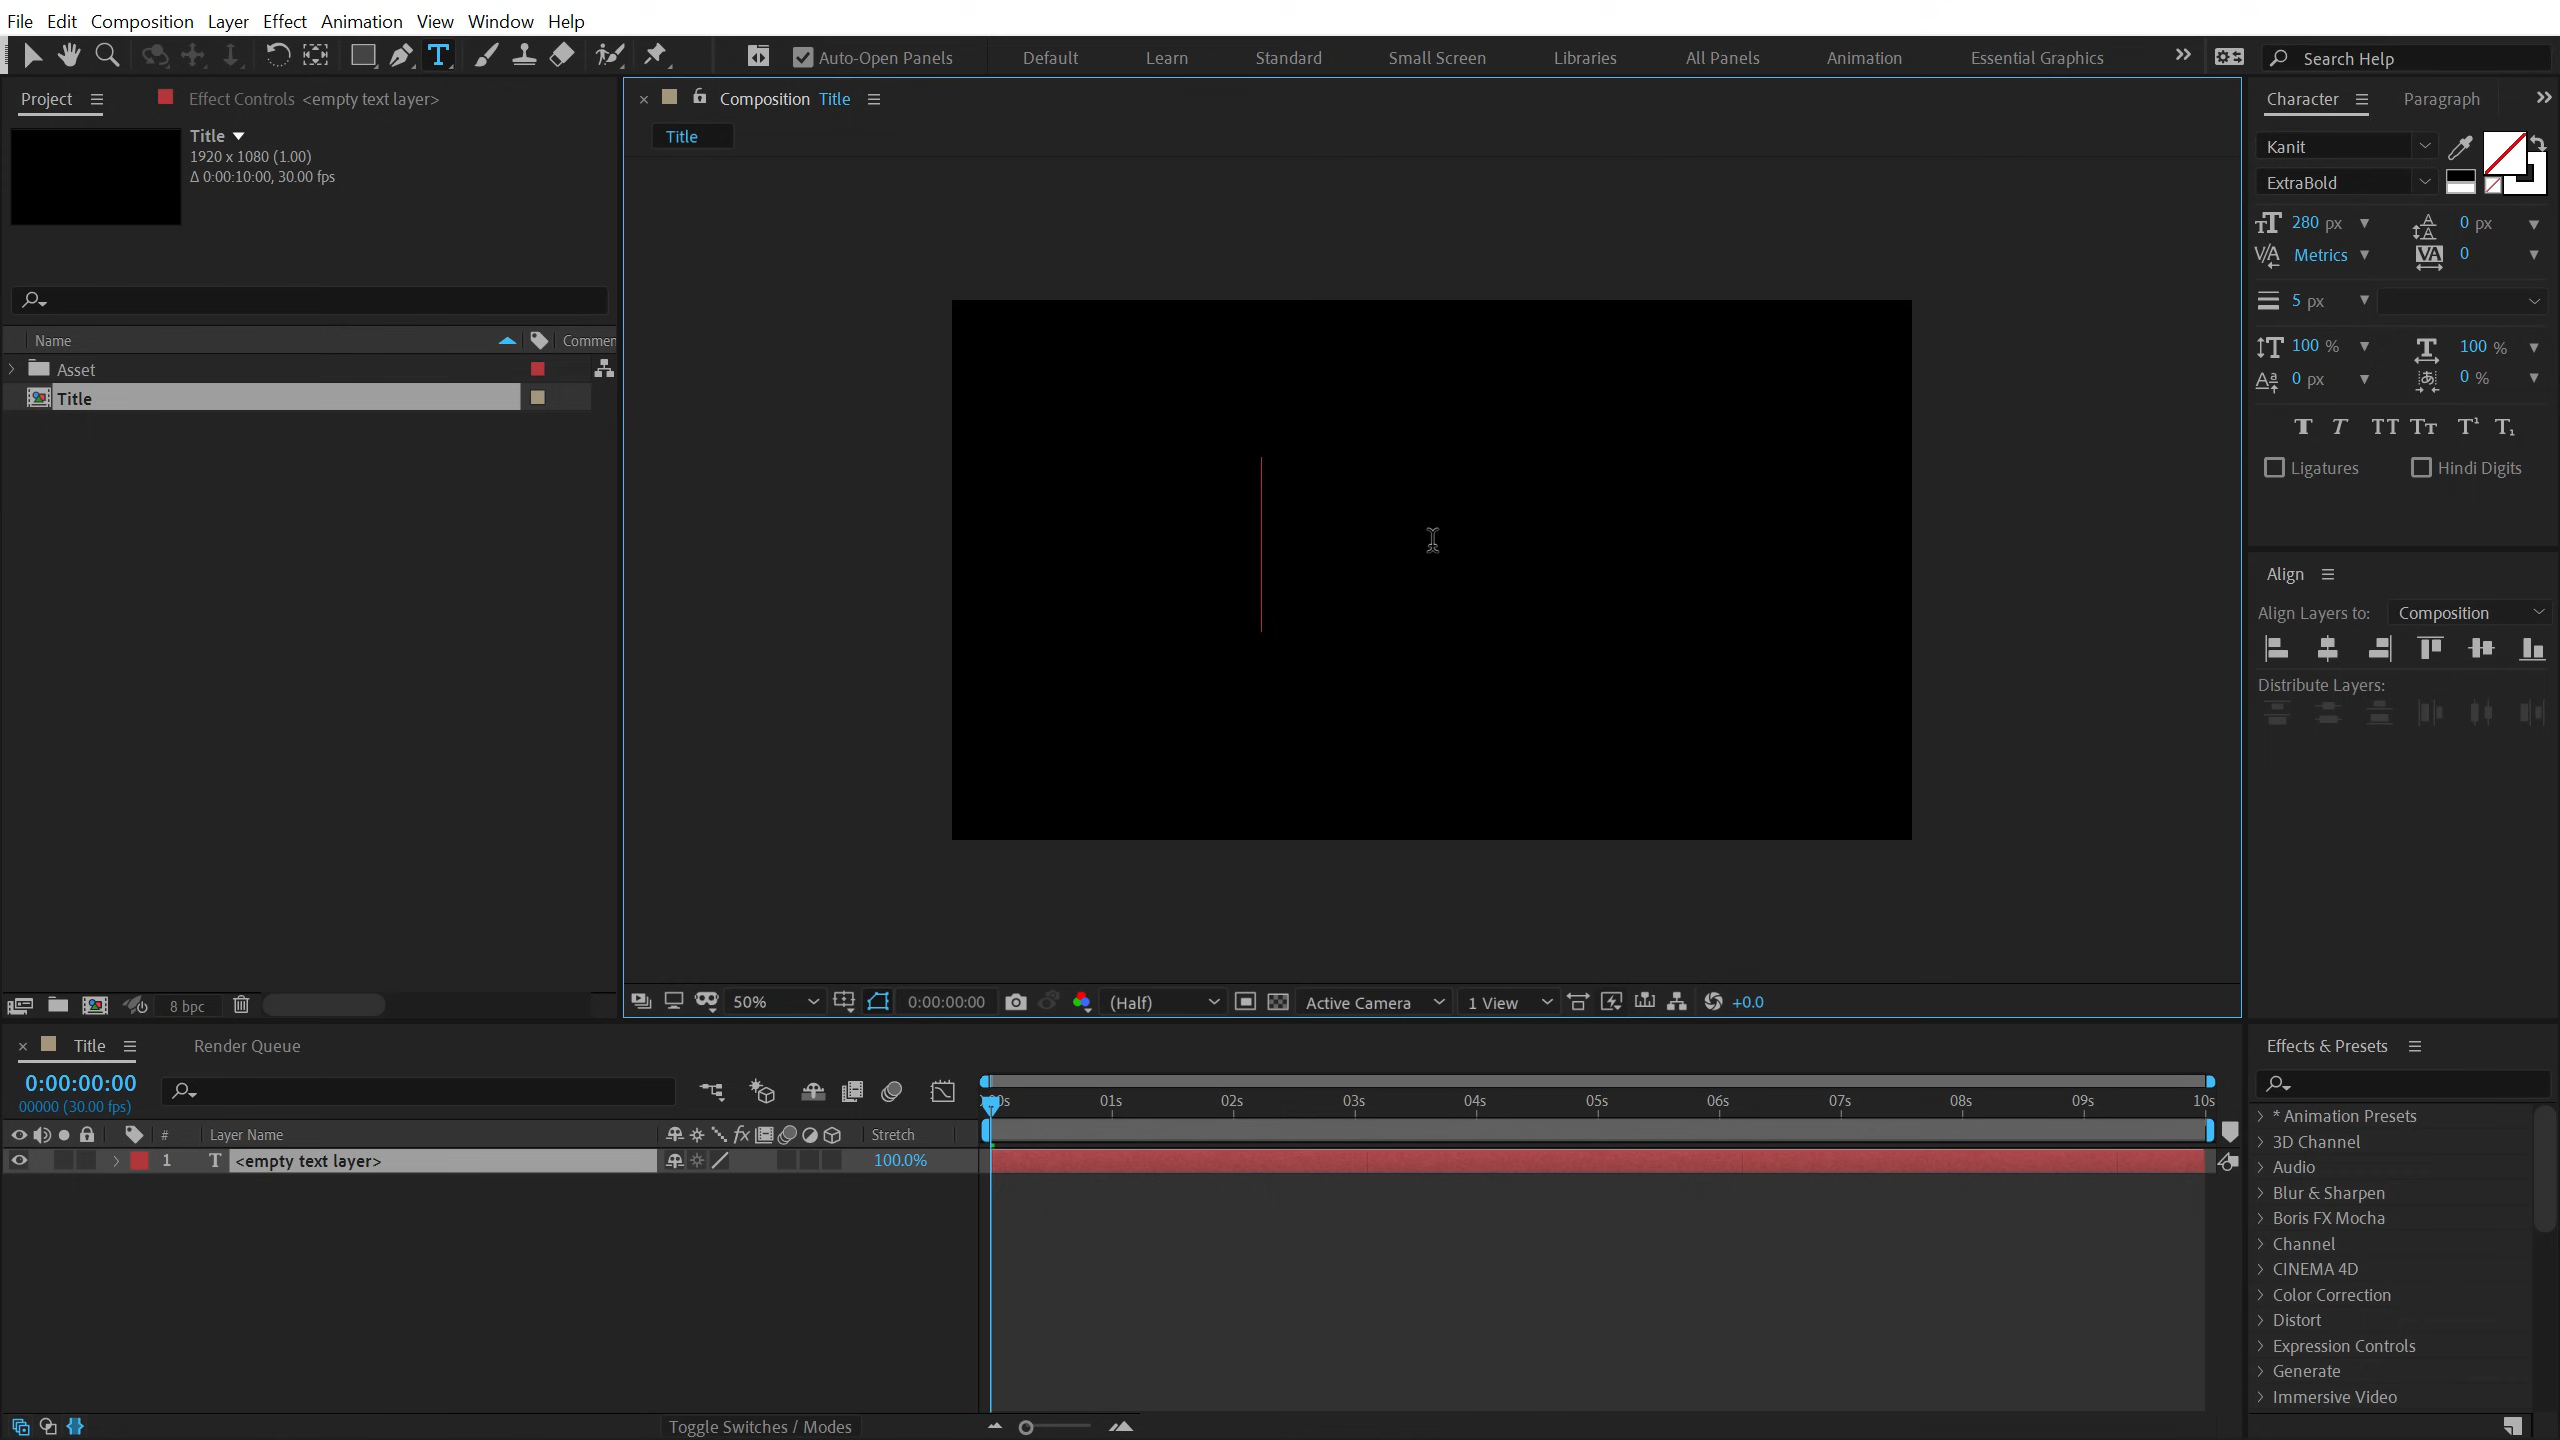 File Edit Composition Layer Effect Animation View Window Help
Auto-Open Panels Default Learn Standard Small Screen Libraries All Panels Animation Essential Graphics Search Help
Project Effect Controls <empty text layer>
Title
1920 x 1080 (1.00)
Δ 0:00:10:00, 30.00 fps
Name Commen
Asset
Title
8 bpc
Composition Title
Title
50% 0:00:00:00 (Half) Active Camera 1 View +0.0
Character Paragraph
Kanit
ExtraBold
280 px 0 px
Metrics 0
5 px
100 % 100 %
0 px 0 %
Ligatures Hindi Digits
Align
Align Layers to: Composition
Distribute Layers:
Title Render Queue
0:00:00:00
00000 (30.00 fps)
# Layer Name Stretch
1 <empty text layer> 100.0%
01s 02s 03s 04s 05s 06s 07s 08s 09s 10s
Toggle Switches / Modes
Effects & Presets
* Animation Presets
3D Channel
Audio
Blur & Sharpen
Boris FX Mocha
Channel
CINEMA 4D
Color Correction
Distort
Expression Controls
Generate
Immersive Video